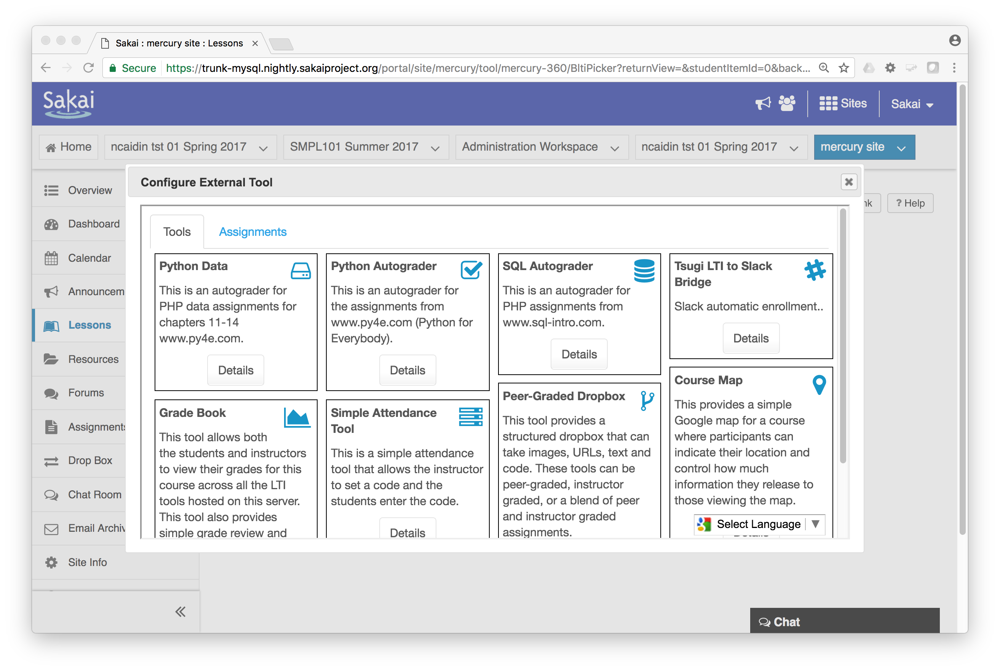 Sakai : mercury site : Lessons
Secure
https://trunk-mysql.nightly.sakaiproject.org/portal/site/mercury/tool/mercury-360/BltiPicker?returnView=&studentItemId=0&back...
Sakai
Sites
Sakai
Home
ncaidin tst 01 Spring 2017
SMPL101 Summer 2017
Administration Workspace
ncaidin tst 01 Spring 2017
mercury site
Overview
Dashboard
Calendar
Announcem
Lessons
Resources
Forums
Assignments
Drop Box
Chat Room
Email Archiv
Site Info
? Help
Configure External Tool
Tools
Assignments
Python Data
This is an autograder for
PHP data assignments for
chapters 11-14
www.py4e.com.
Details
Python Autograder
This is an autograder for
the assignments from
www.py4e.com (Python for
Everybody).
Details
SQL Autograder
This is an autograder for
PHP assignments from
www.sql-intro.com.
Details
Tsugi LTI to Slack
Bridge
Slack automatic enrollment..
Details
Grade Book
This tool allows both
the students and instructors
to view their grades for this
course across all the LTI
tools hosted on this server.
This tool also provides
simple grade review and
Simple Attendance
Tool
This is a simple attendance
tool that allows the instructor
to set a code and the
students enter the code.
Details
Peer-Graded Dropbox
This tool provides a
structured dropbox that can
take images, URLs, text and
code. These tools can be
peer-graded, instructor
graded, or a blend of peer
and instructor graded
assignments.
Course Map
This provides a simple
Google map for a course
where participants can
indicate their location and
control how much
information they release to
those viewing the map.
Select Language
Chat